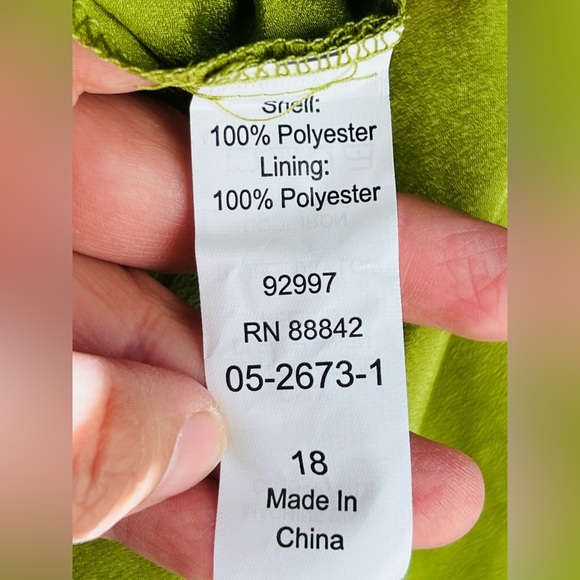 Shell:
100% Polyester
Lining:
100% Polyester
92997
RN 88842
05-2673-1
18
Made In
China